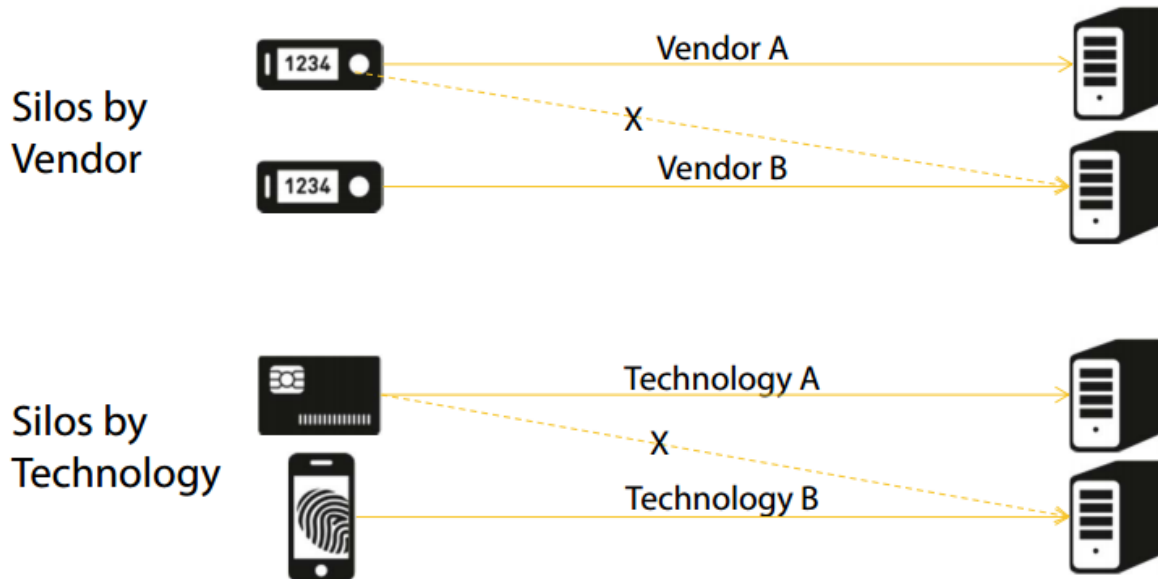 Vendor A
1234
Silos by
Vendor
X
Vendor B
1234
Technology A
Silos by
Technology
X
Technology B